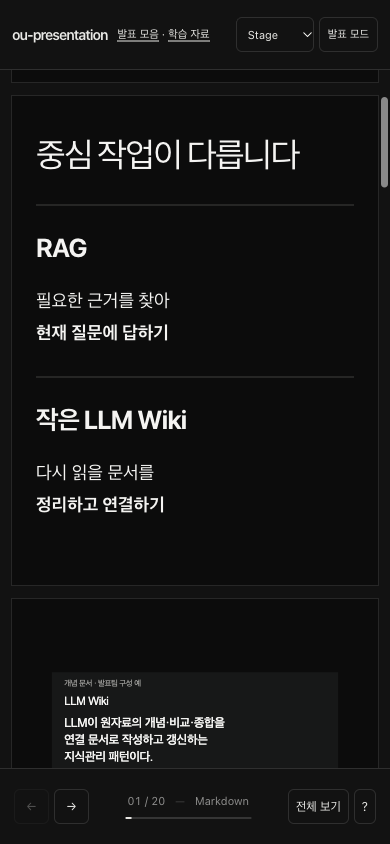 ou-presentation 발표 모음 · 학습 자료 Stage 발표 모드
중심 작업이 다릅니다
RAG
필요한 근거를 찾아
현재 질문에 답하기
작은 LLM Wiki
다시 읽을 문서를
정리하고 연결하기
개념 문서 · 발표팀 구성 예
LLM Wiki
LLM이 원자료의 개념·비교·종합을
연결 문서로 작성하고 갱신하는
지식관리 패턴이다.
← → 01 / 20 — Markdown 전체 보기 ?